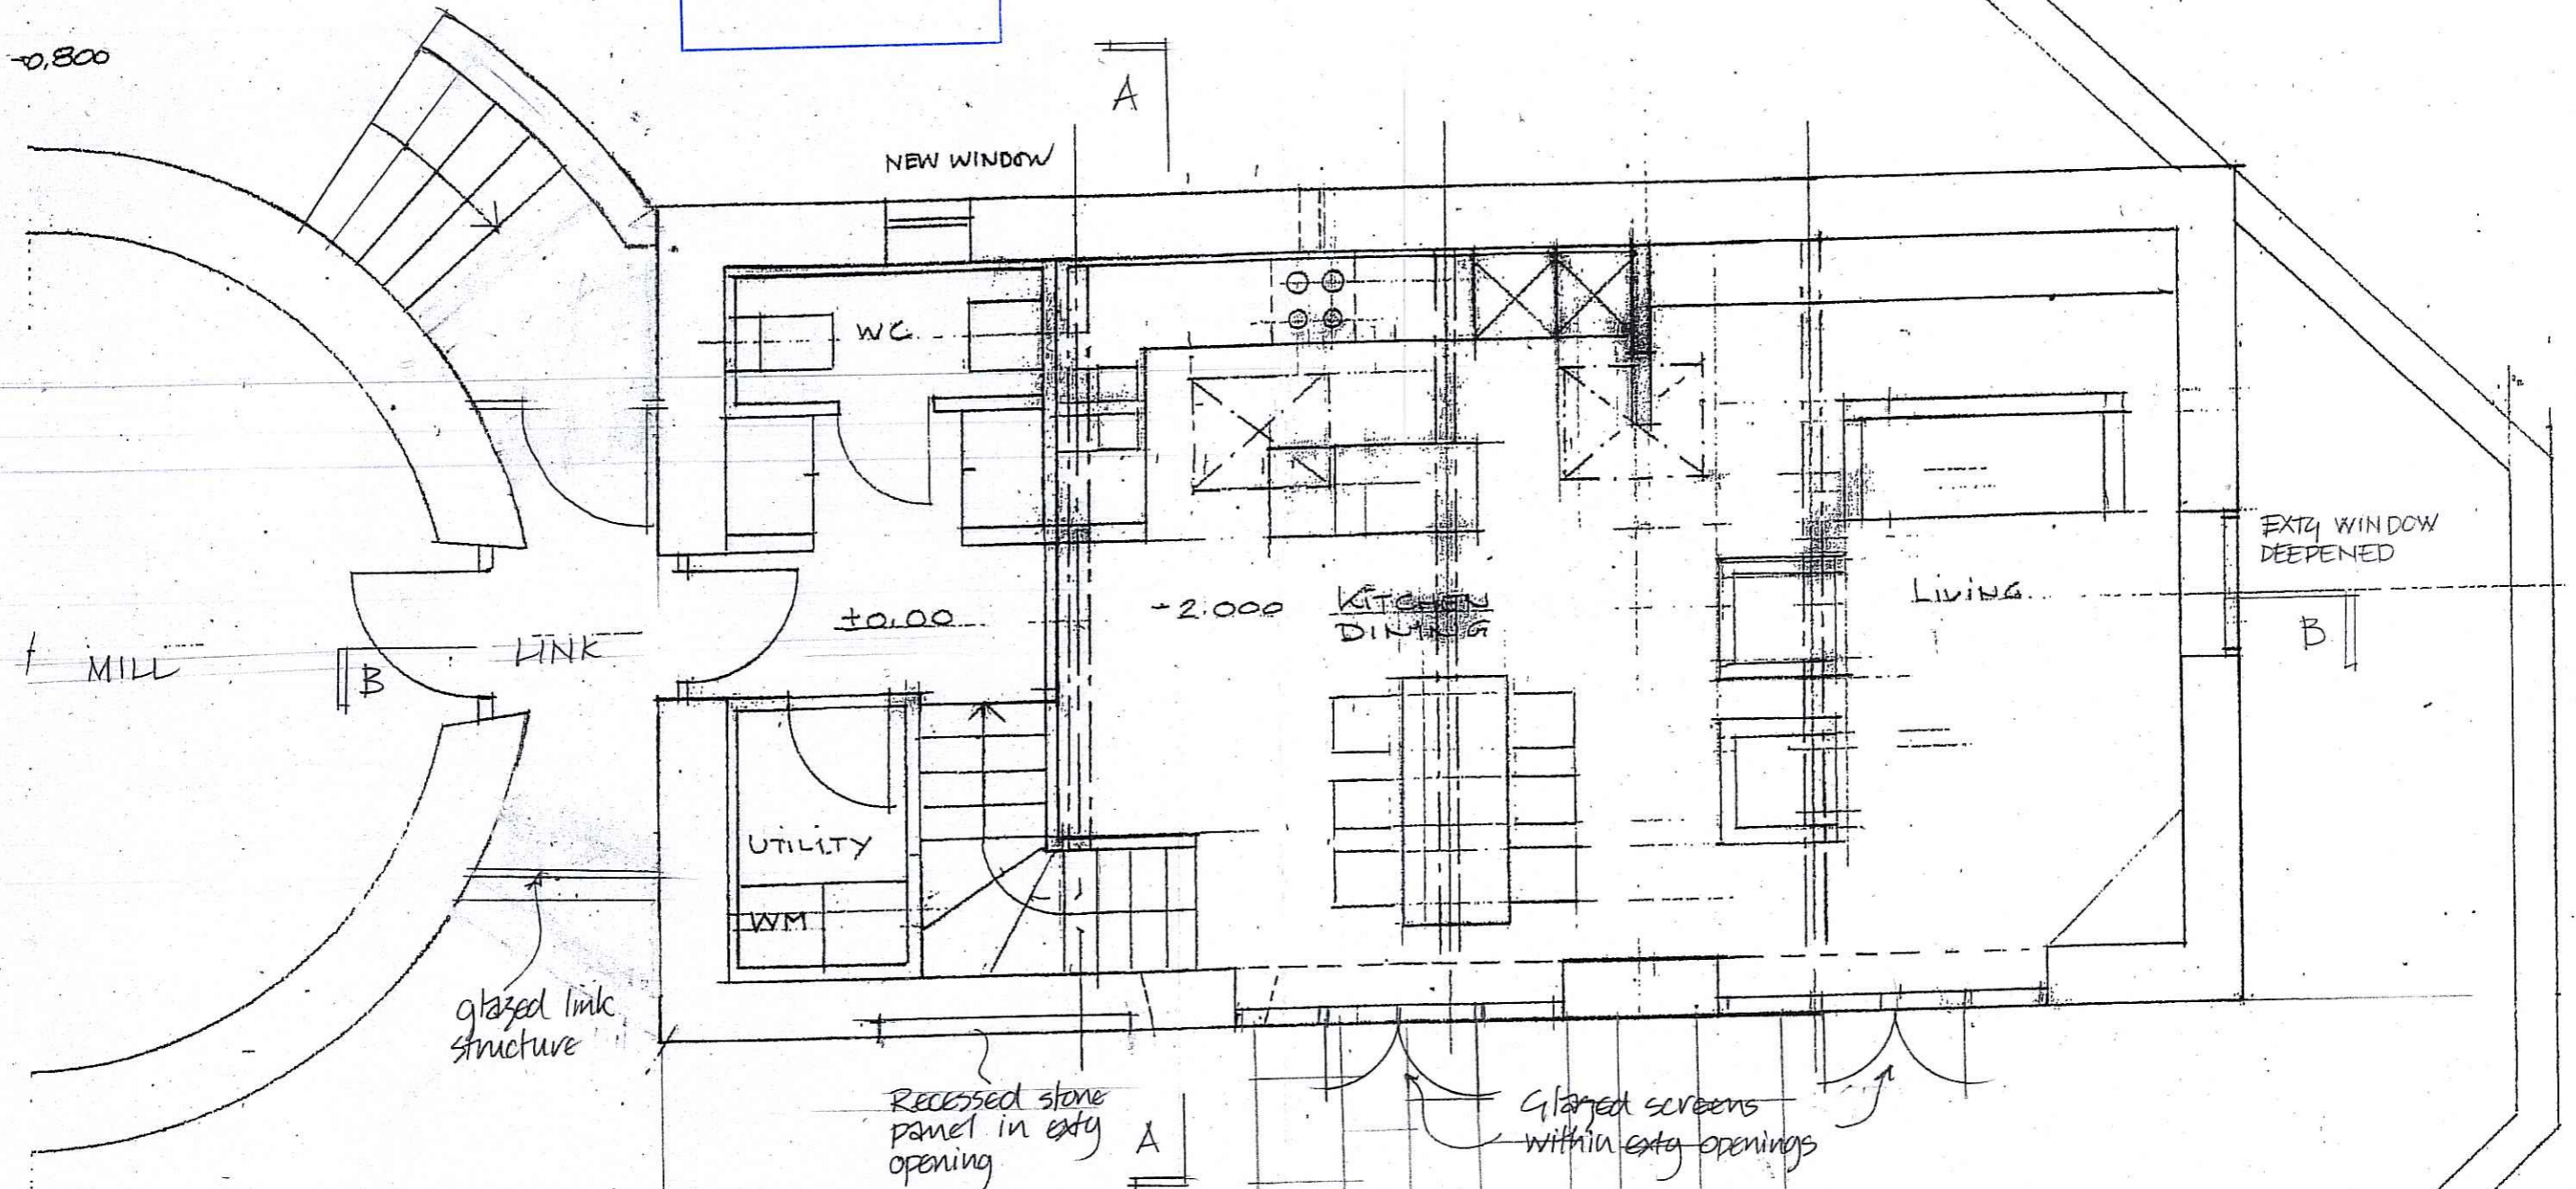 -0,800
A
NEW WINDOW
WC
EXTG WINDOW
DEEPENED
±0.00
-2.000
KITCHEN
DINING
LIVING
MILL
B
LINK
B
UTILITY
WM
glazed link
structure
Recessed stone
panel in extg
opening
A
Glazed screens
within extg openings